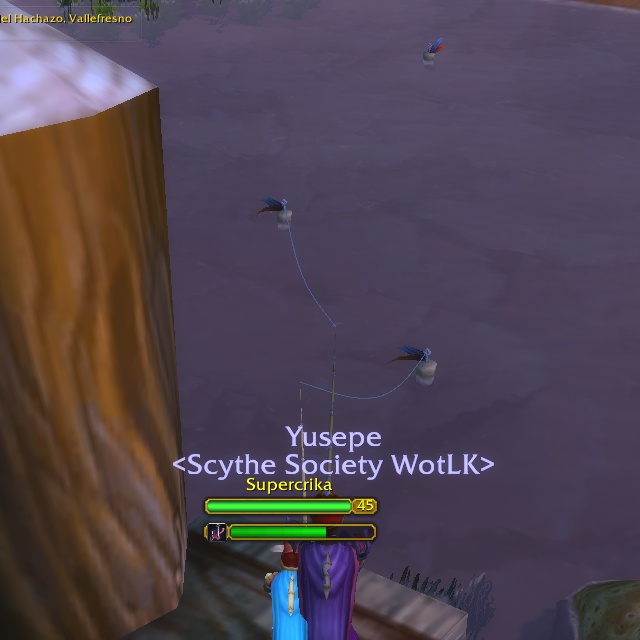 el Hachazo, Vallefresno
Yusepe
<Scythe Society WotLK>
Supercrika
45